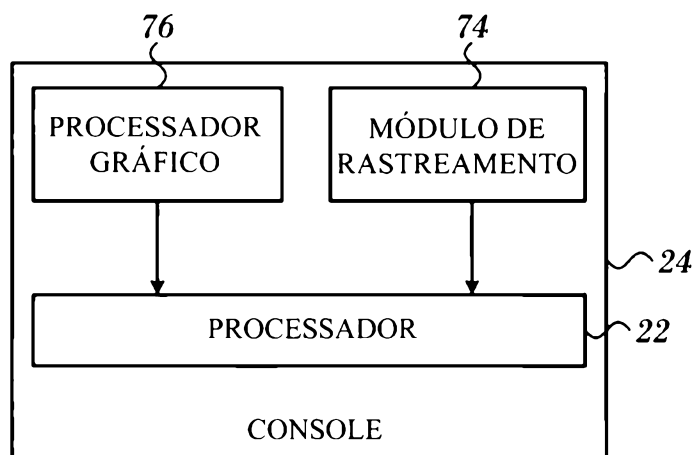 76
74
PROCESSADOR
GRÁFICO
MÓDULO DE
RASTREAMENTO
24
PROCESSADOR
22
CONSOLE